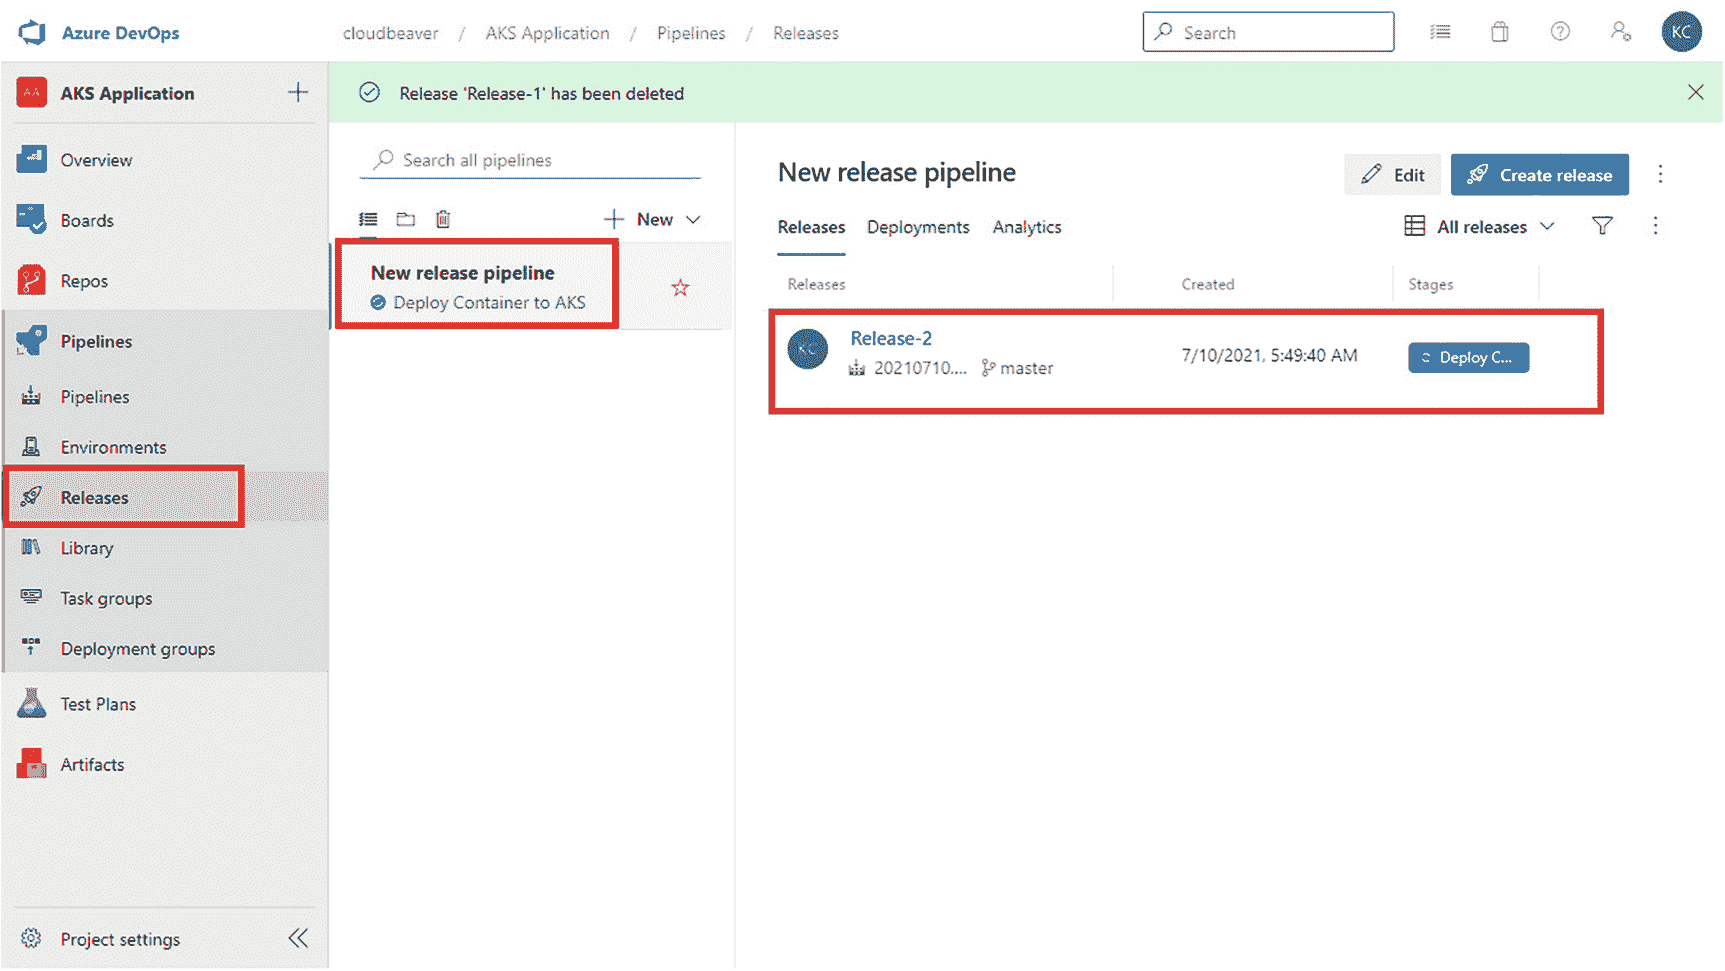 Azure DevOps
cloudbeaver / AKS Application / Pipelines / Releases
Search
KC
AA AKS Application
Release 'Release-1' has been deleted
Overview
Boards
Repos
Pipelines
Pipelines
Environments
Releases
Library
Task groups
Deployment groups
Test Plans
Artifacts
Project settings
Search all pipelines
New
New release pipeline
Deploy Container to AKS
New release pipeline
Edit
Create release
Releases Deployments Analytics
All releases
Releases Created Stages
KC
Release-2
20210710.... master
7/10/2021, 5:49:40 AM
Deploy C...